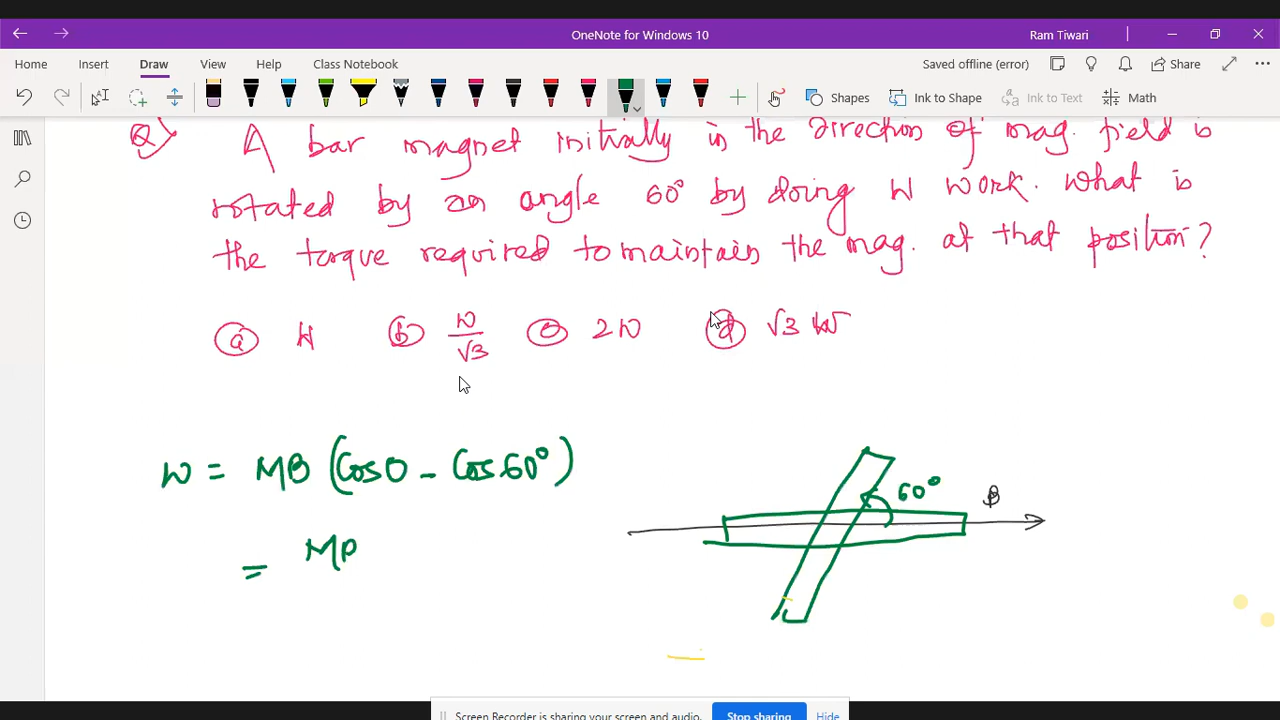 OneNote for Windows 10
Ram Tiwari
Home Insert Draw View Help Class Notebook
Saved offline (error)
Share
Shapes
Ink to Shape
Ink to Text
Math
Q) A bar magnet initially in the direction of mag. field is
rotated by an angle 60° by doing W work. What is
the torque required to maintain the mag. at that position?
(a) W (b) W/√3 (c) 2W (d) √3 W
W = MB (Cos0 - Cos60°)
60°
B
= MB
Screen Recorder is sharing your screen and audio.
Stop sharing
Hide